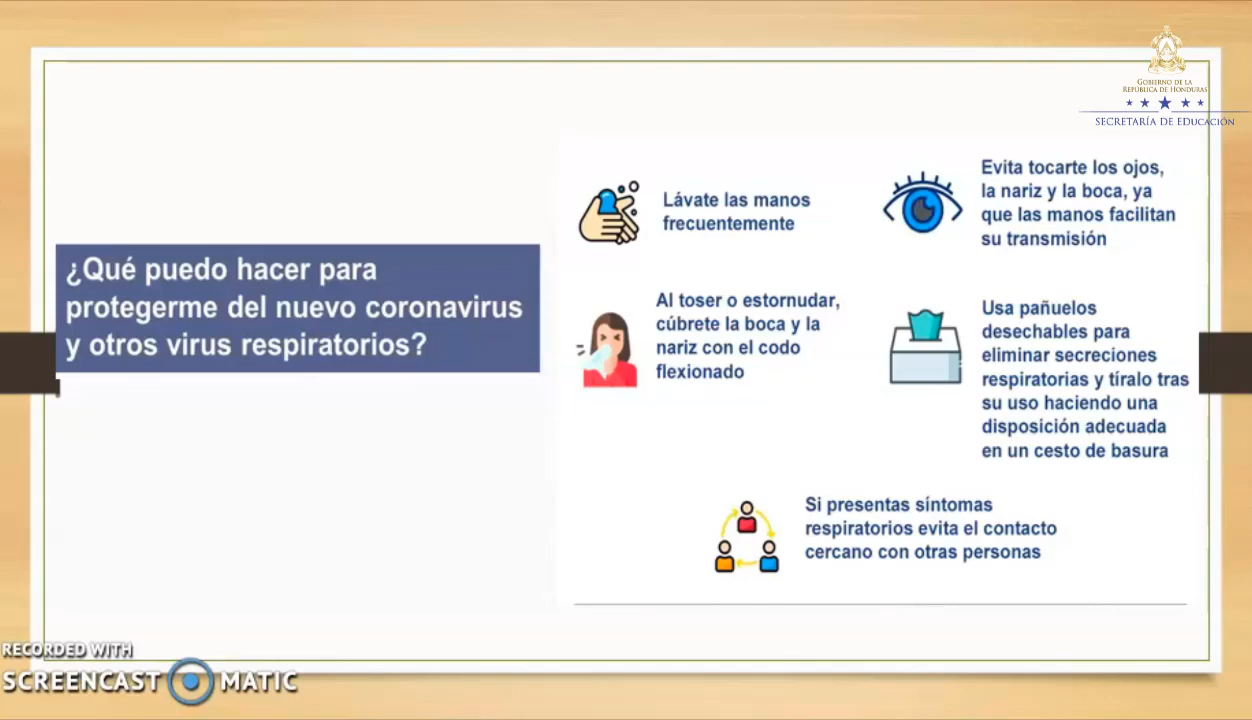 GOBIERNO DE LA
REPÚBLICA DE HONDURAS
SECRETARÍA DE EDUCACIÓN
¿Qué puedo hacer para
protegerme del nuevo coronavirus
y otros virus respiratorios?
Lávate las manos
frecuentemente
Evita tocarte los ojos,
la nariz y la boca, ya
que las manos facilitan
su transmisión
Al toser o estornudar,
cúbrete la boca y la
nariz con el codo
flexionado
Usa pañuelos
desechables para
eliminar secreciones
respiratorias y tíralo tras
su uso haciendo una
disposición adecuada
en un cesto de basura
Si presentas síntomas
respiratorios evita el contacto
cercano con otras personas
RECORDED WITH
SCREENCAST MATIC